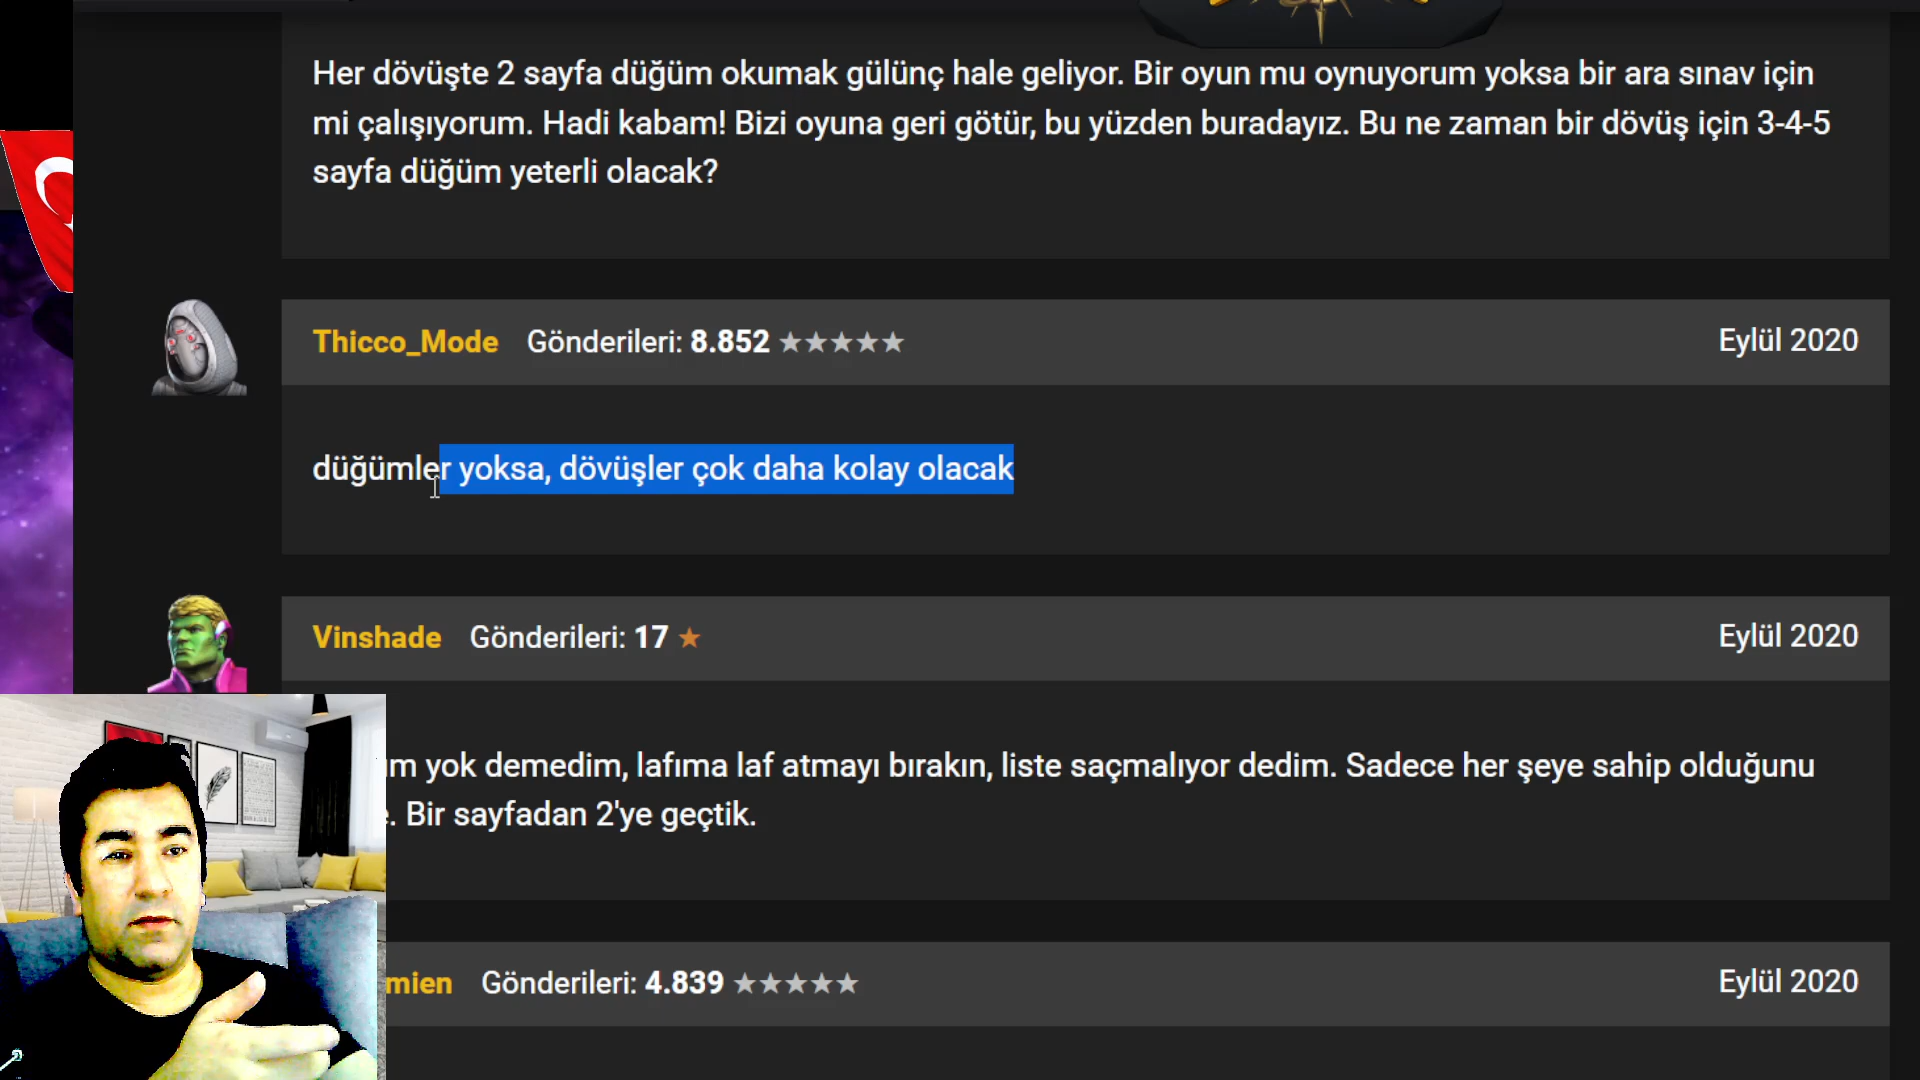 Her dövüşte 2 sayfa düğüm okumak gülünç hale geliyor. Bir oyun mu oynuyorum yoksa bir ara sınav için
mi çalışıyorum. Hadi kabam! Bizi oyuna geri götür, bu yüzden buradayız. Bu ne zaman bir dövüş için 3-4-5
sayfa düğüm yeterli olacak?
Thicco_Mode Gönderileri: 8.852 Eylül 2020
düğümler yoksa, dövüşler çok daha kolay olacak
Vinshade Gönderileri: 17 Eylül 2020
yok demedim, lafıma laf atmayı bırakın, liste saçmalıyor dedim. Sadece her şeye sahip olduğunu
Bir sayfadan 2'ye geçtik.
mien Gönderileri: 4.839 Eylül 2020